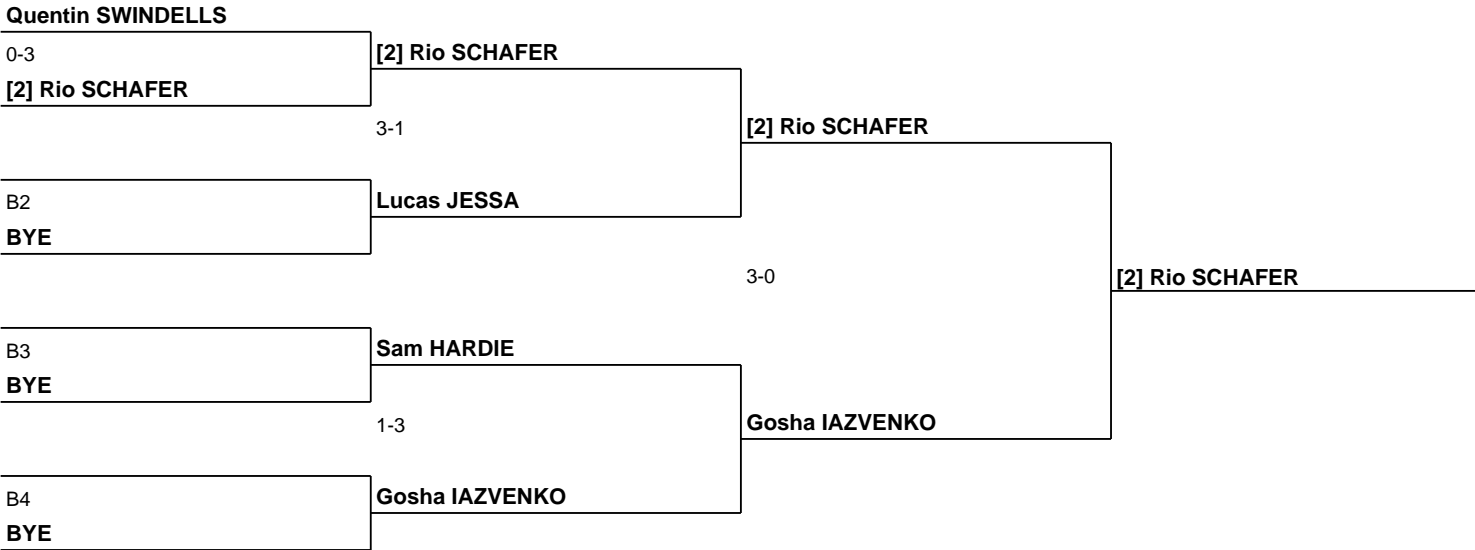 Quentin SWINDELLS
0-3
[2] Rio SCHAFER
[2] Rio SCHAFER
3-1
[2] Rio SCHAFER
B2
Lucas JESSA
BYE
3-0
[2] Rio SCHAFER
B3
Sam HARDIE
BYE
1-3
Gosha IAZVENKO
B4
Gosha IAZVENKO
BYE